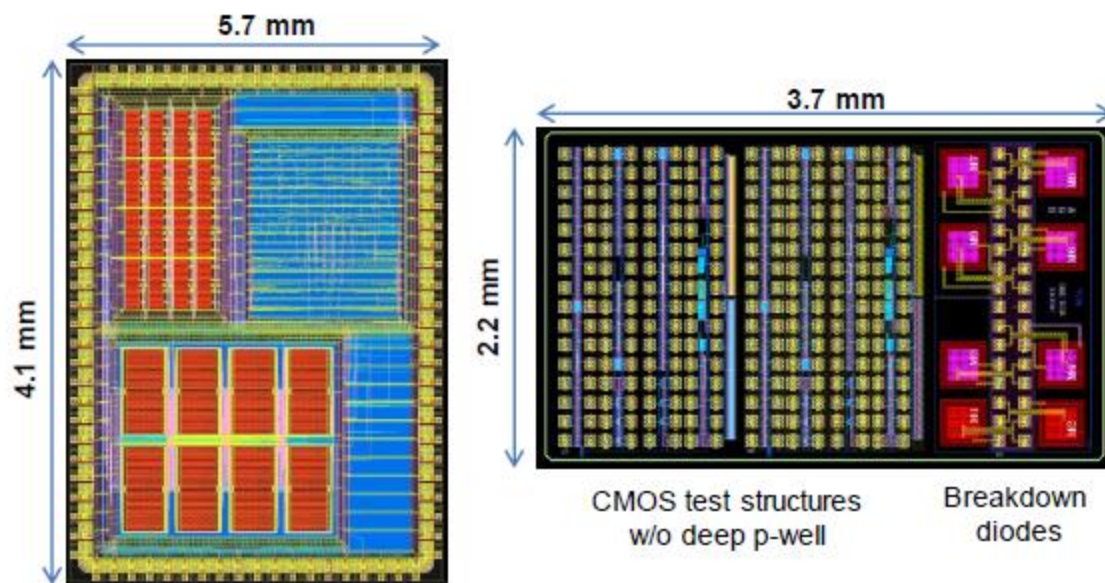 5.7 mm
4.1 mm
3.7 mm
2.2 mm
CMOS test structures
w/o deep p-well
Breakdown
diodes
M1